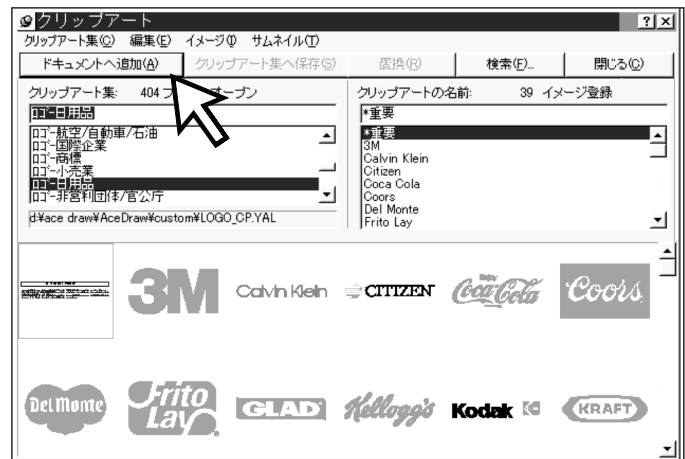 クリップアート
クリップアート集(C) 編集(E) イメージ(I) サムネイル(T)
ドキュメントへ追加(A) クリップアート集へ保存(S) 置換(R) 検索(F)... 閉じる(C)
クリップアート集: 404 オープン クリップアートの名前: 39 イメージ登録
ﾛｺﾞ-日用品
ﾛｺﾞ-航空/自動車/石油
ﾛｺﾞ-国際企業
ﾛｺﾞ-商標
ﾛｺﾞ-小売業
ﾛｺﾞ-日用品
ﾛｺﾞ-非営利団体/官公庁
d:¥ace draw¥AceDraw¥custom¥LOGO_CP.YAL
*重要
*重要
3M
Calvin Klein
Citizen
Coca Cola
Coors
Del Monte
Frito Lay
3M Calvin Klein CITIZEN Coca-Cola Coors
Del Monte Frito Lay GLAD Kellogg's Kodak KRAFT